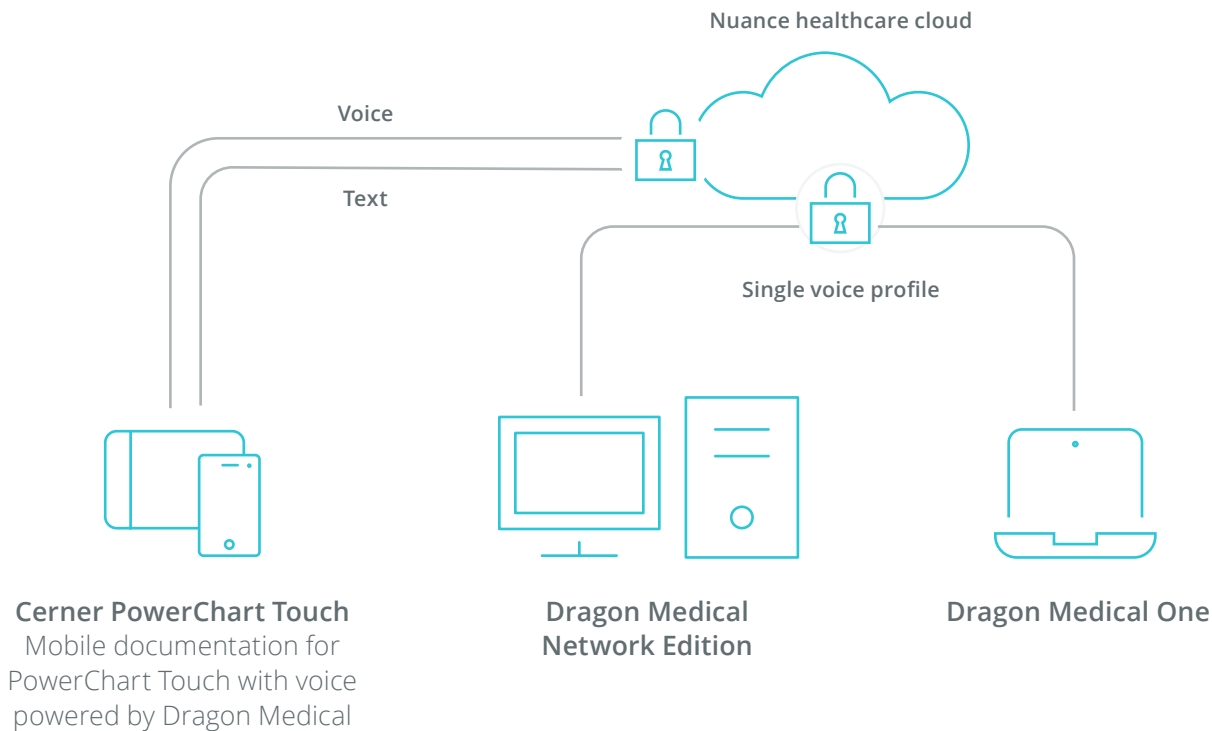 Nuance healthcare cloud
Voice
Text
Single voice profile
Cerner PowerChart Touch
Mobile documentation for
PowerChart Touch with voice
powered by Dragon Medical
Dragon Medical
Network Edition
Dragon Medical One